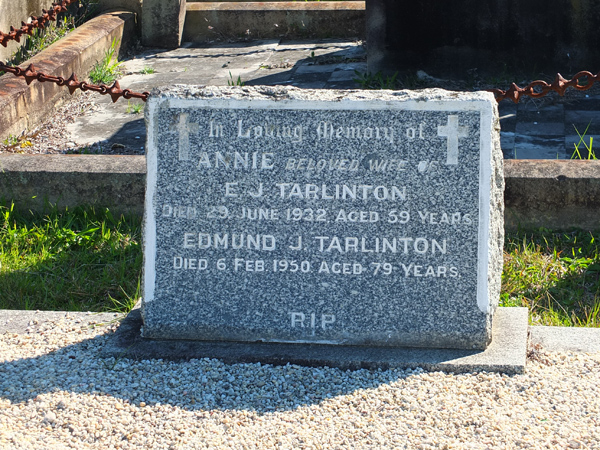 In Loving Memory of
ANNIE BELOVED WIFE OF
E J TARLINTON
DIED 29 JUNE 1932 AGED 59 YEARS
EDMUND J. TARLINTON
DIED 6 FEB 1950 AGED 79 YEARS.
RIP